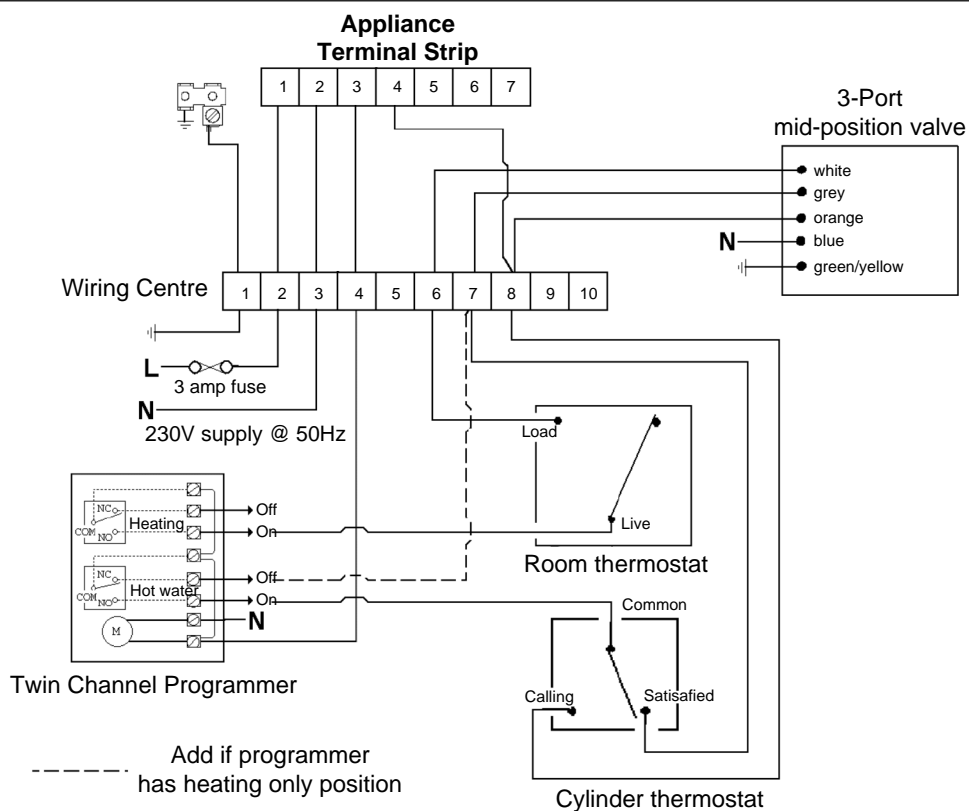 Appliance
Terminal Strip
1 2 3 4 5 6 7
3-Port
mid-position valve
white
grey
orange
N blue
green/yellow
Wiring Centre 1 2 3 4 5 6 7 8 9 10
L
3 amp fuse
N
230V supply @ 50Hz
Load
Live
Room thermostat
NC Off
COM Heating
NO On
NC Off
COM Hot water
NO On
N
M
Twin Channel Programmer
Common
Calling Satisafied
Cylinder thermostat
Add if programmer
has heating only position